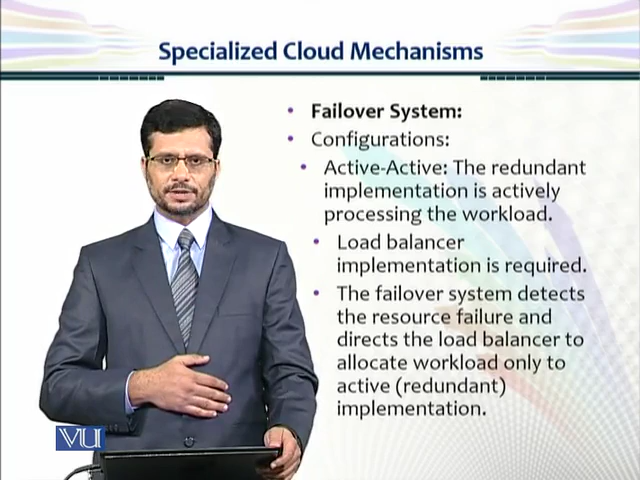 Specialized Cloud Mechanisms
• Failover System:
• Configurations:
• Active-Active: The redundant
implementation is actively
processing the workload.
• Load balancer
implementation is required.
• The failover system detects
the resource failure and
directs the load balancer to
allocate workload only to
active (redundant)
implementation.
VU